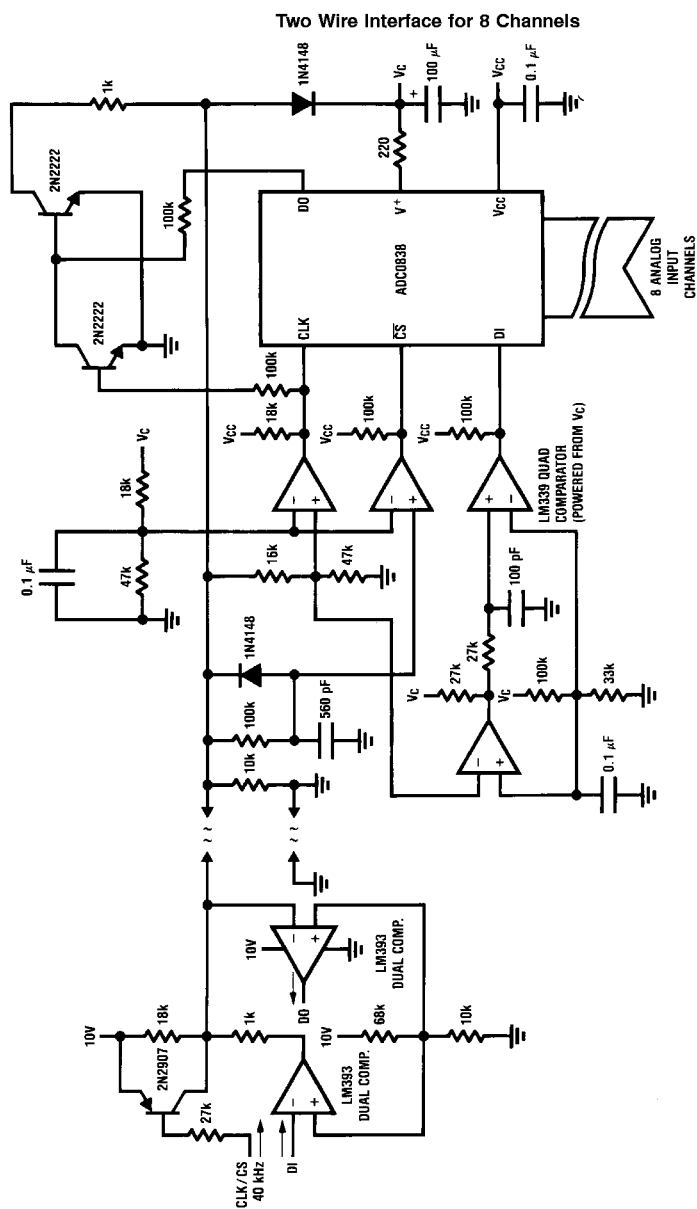 Two Wire Interface for 8 Channels
1k
1N4148
VC
100 µF
+
VCC
0.1 µF
2N2222
220
100k
DO
V+
VCC
2N2222
ADC0838
8 ANALOG
INPUT
CHANNELS
CLK
CS
DI
100k
18k
VCC
100k
VCC
100k
VCC
VC
18k
0.1 µF
47k
-
+
-
+
+
-
LM339 QUAD
COMPARATOR
(POWERED FROM VC)
16k
47k
100 pF
1N4148
27k
27k
VC
VC
100k
33k
560 pF
100k
10k
-
+
0.1 µF
~ ~
~ ~
10V
18k
2N2907
1k
27k
CLK/CS
40 kHz
DI
-
+
LM393
DUAL COMP.
DO
10V
-
+
LM393
DUAL COMP.
10V
68k
10k